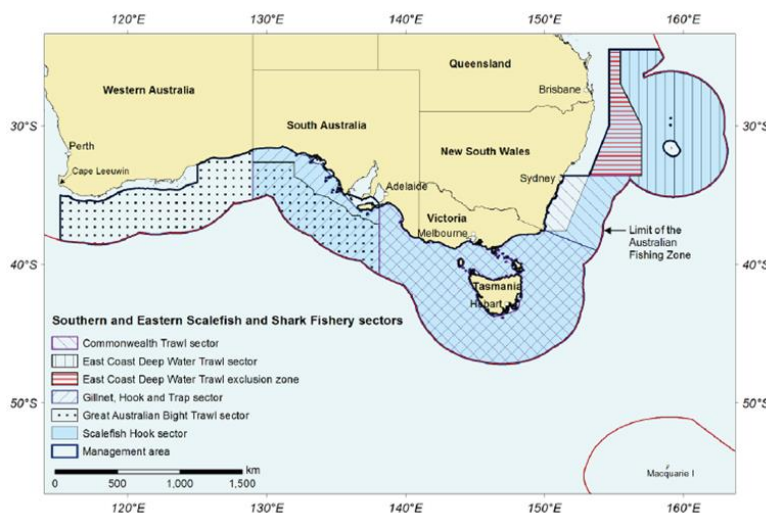 120°E 130°E 140°E 150°E 160°E
Queensland
Brisbane
Western Australia
South Australia
30°S 30°S
New South Wales
Perth
Cape Leeuwin
Sydney
Adelaide
Victoria
Melbourne
Limit of the
Australian
Fishing Zone
40°S 40°S
Tasmania
Hobart
Southern and Eastern Scalefish and Shark Fishery sectors
Commonwealth Trawl sector
East Coast Deep Water Trawl sector
East Coast Deep Water Trawl exclusion zone
Gillnet, Hook and Trap sector
Great Australian Bight Trawl sector
Scalefish Hook sector
Management area
50°S 50°S
km
0 500 1,000 1,500
Macquarie I
120°E 130°E 140°E 150°E 160°E